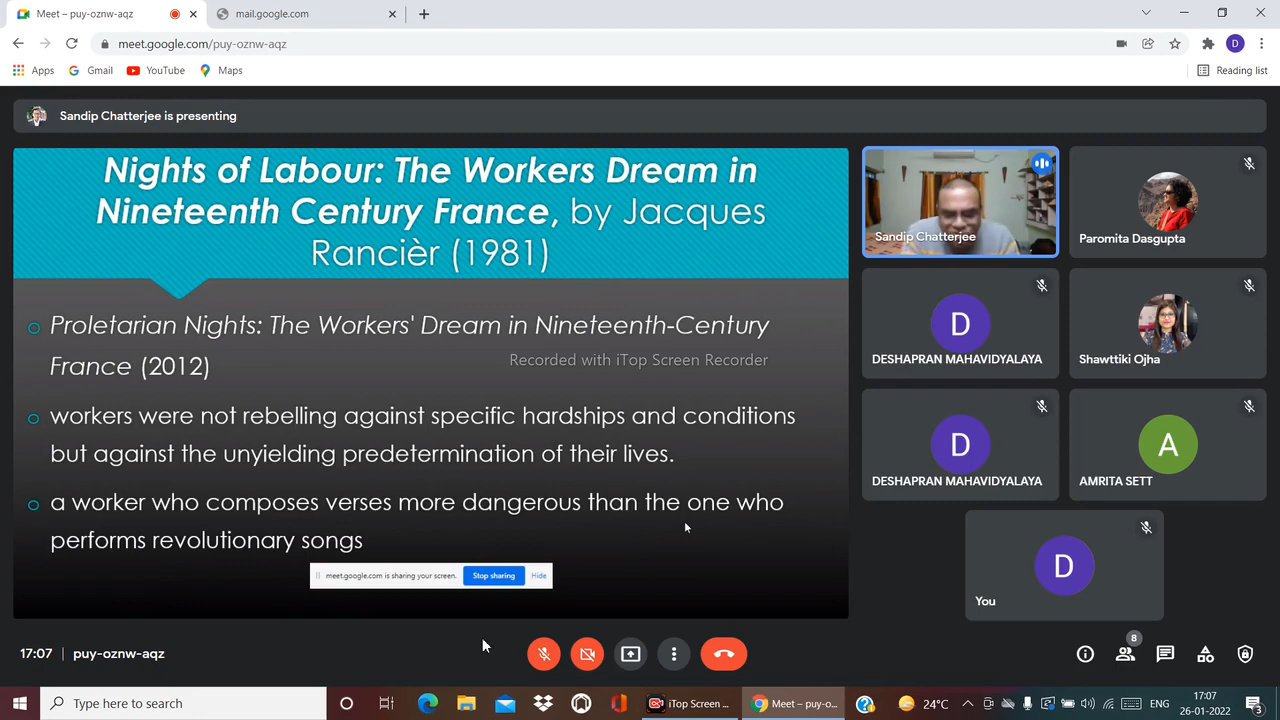 Meet – puy-oznw-aqz
mail.google.com
meet.google.com/puy-oznw-aqz
Apps
Gmail
YouTube
Maps
Reading list
Sandip Chatterjee is presenting
Nights of Labour: The Workers Dream in
Nineteenth Century France, by Jacques
Rancièr (1981)
Proletarian Nights: The Workers' Dream in Nineteenth-Century
France (2012)
Recorded with iTop Screen Recorder
workers were not rebelling against specific hardships and conditions
but against the unyielding predetermination of their lives.
a worker who composes verses more dangerous than the one who
performs revolutionary songs
meet.google.com is sharing your screen.
Stop sharing
Hide
Sandip Chatterjee
Paromita Dasgupta
D
DESHAPRAN MAHAVIDYALAYA
Shawttiki Ojha
D
DESHAPRAN MAHAVIDYALAYA
A
AMRITA SETT
D
You
17:07
puy-oznw-aqz
8
Type here to search
iTop Screen ...
Meet – puy-o...
24°C
ENG
17:07
26-01-2022
3